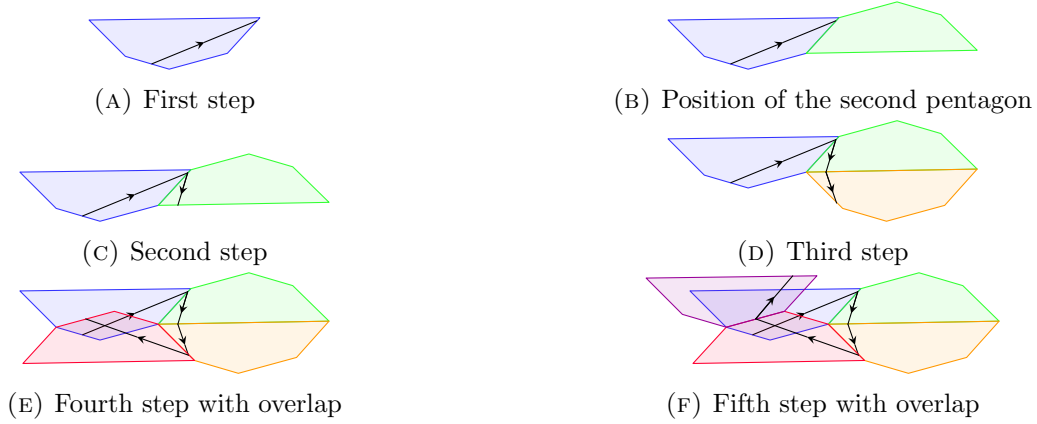 (A) First step
(B) Position of the second pentagon
(C) Second step
(D) Third step
(E) Fourth step with overlap
(F) Fifth step with overlap